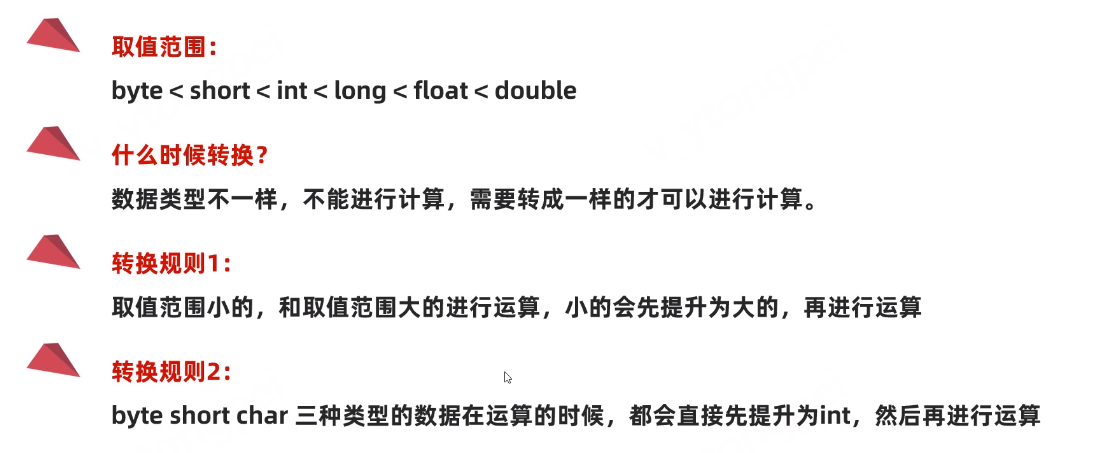 取值范围：
byte < short < int < long < float < double
什么时候转换？
数据类型不一样，不能进行计算，需要转成一样的才可以进行计算。
转换规则1：
取值范围小的，和取值范围大的进行运算，小的会先提升为大的，再进行运算
转换规则2：
byte short char 三种类型的数据在运算的时候，都会直接先提升为int，然后再进行运算